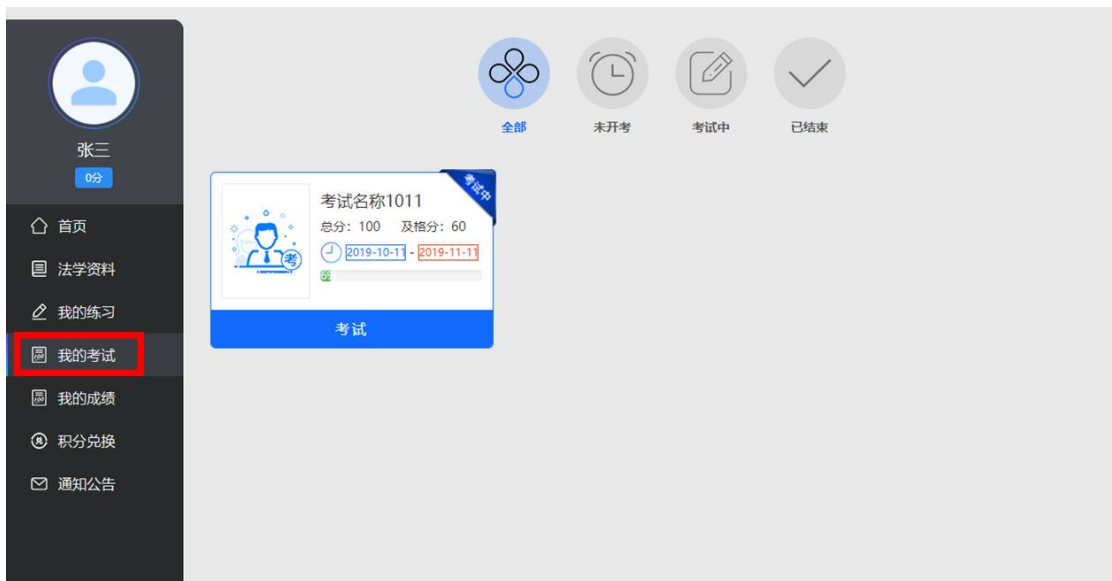 张三
0分
首页
法学资料
我的练习
我的考试
我的成绩
积分兑换
通知公告
全部
未开考
考试中
已结束
考试中
考试名称1011
总分：100 及格分：60
2019-10-11 - 2019-11-11
考
考试